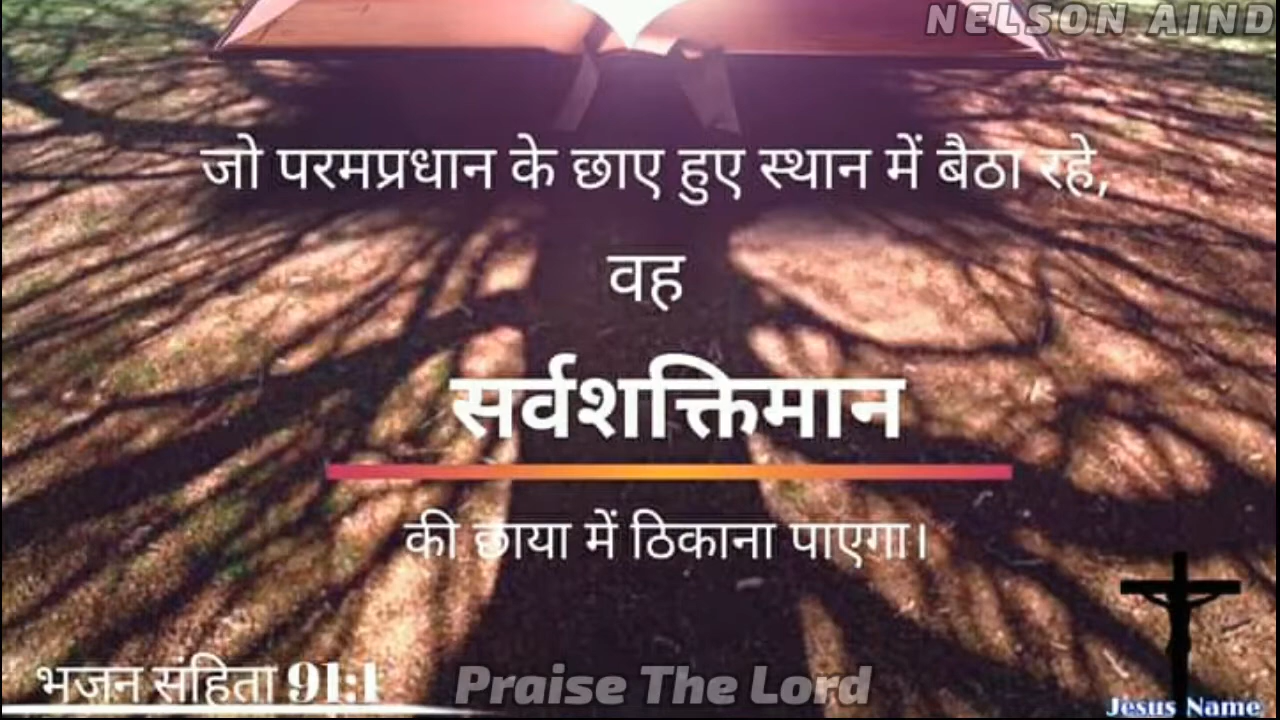 NELSON AIND
जो परमप्रधान के छाए हुए स्थान में बैठा रहे,
वह
सर्वशक्तिमान
की छाया में ठिकाना पाएगा।
भजन संहिता 91:1
Praise The Lord
Jesus Name